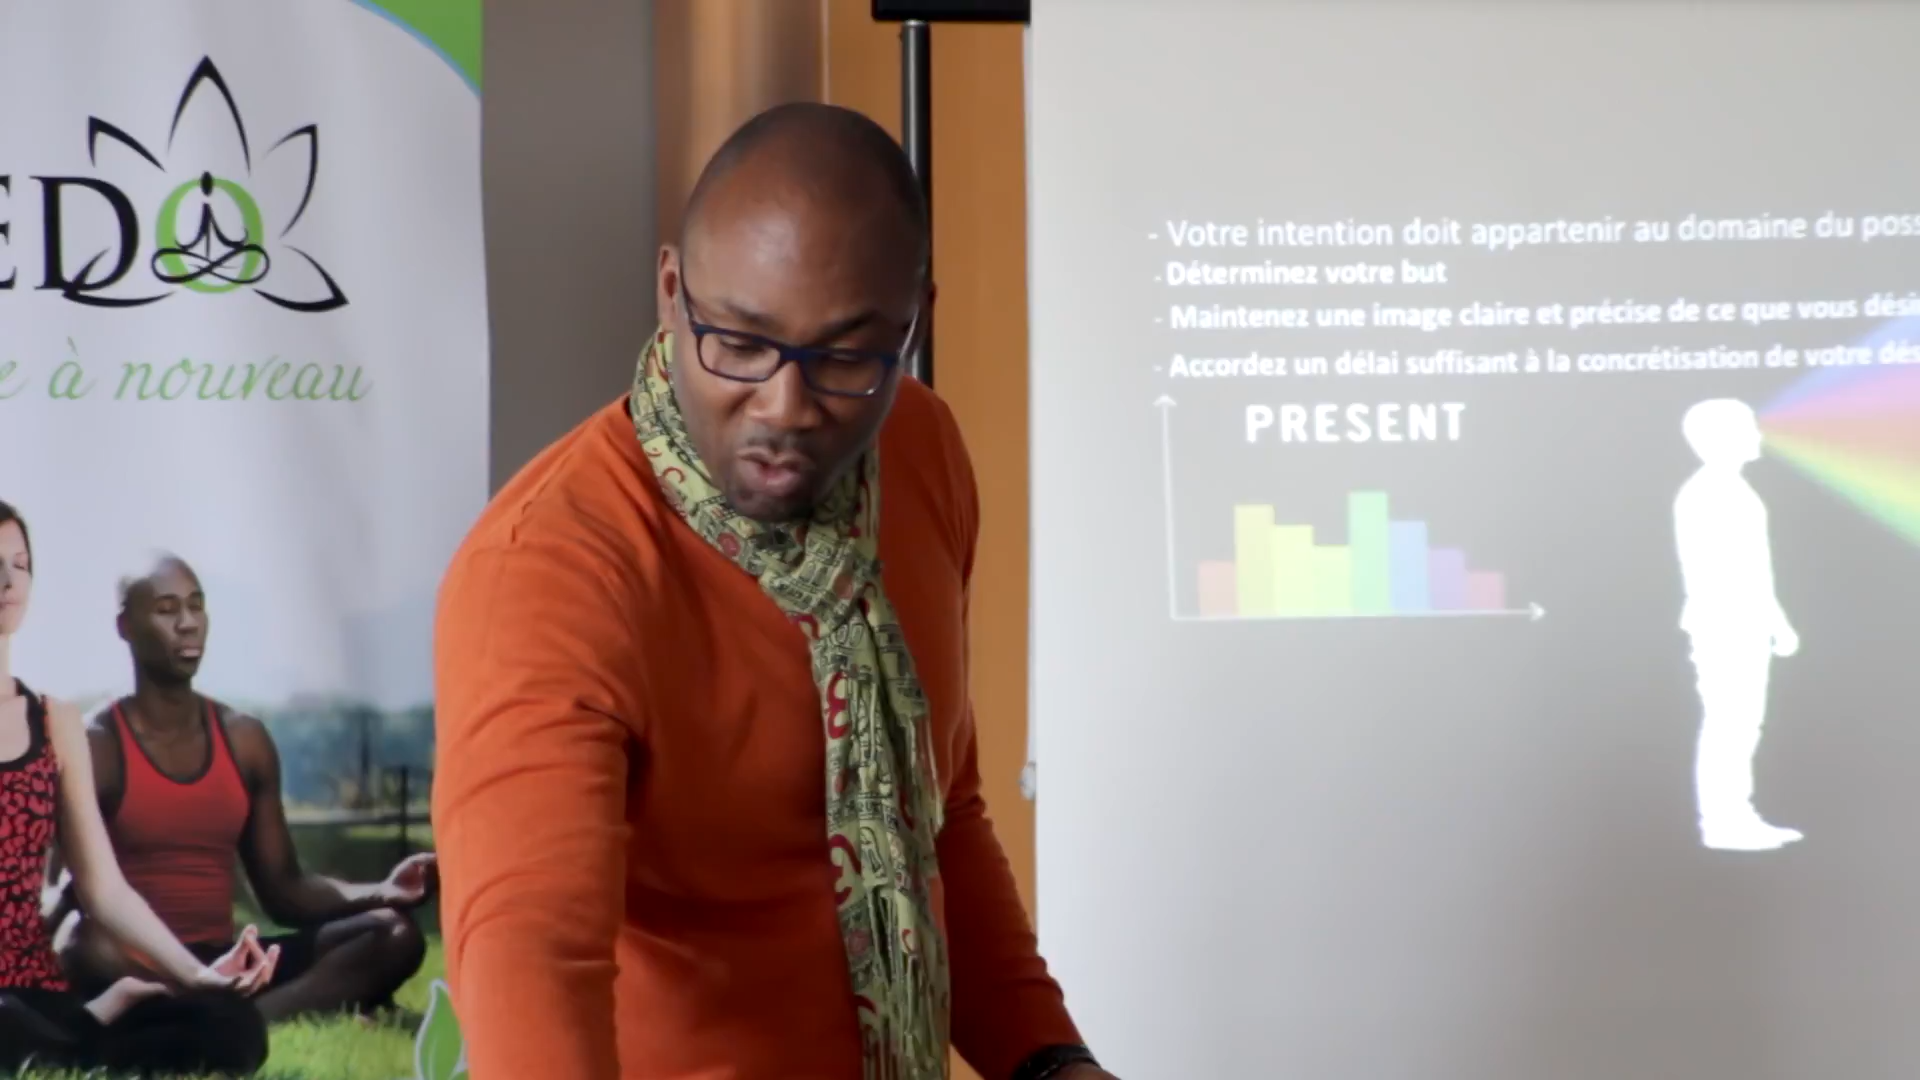 EDO
e à nouveau
- Votre intention doit appartenir au domaine du poss
- Déterminez votre but
- Maintenez une image claire et précise de ce que vous dési
- Accordez un délai suffisant à la concrétisation de votre dés
PRESENT